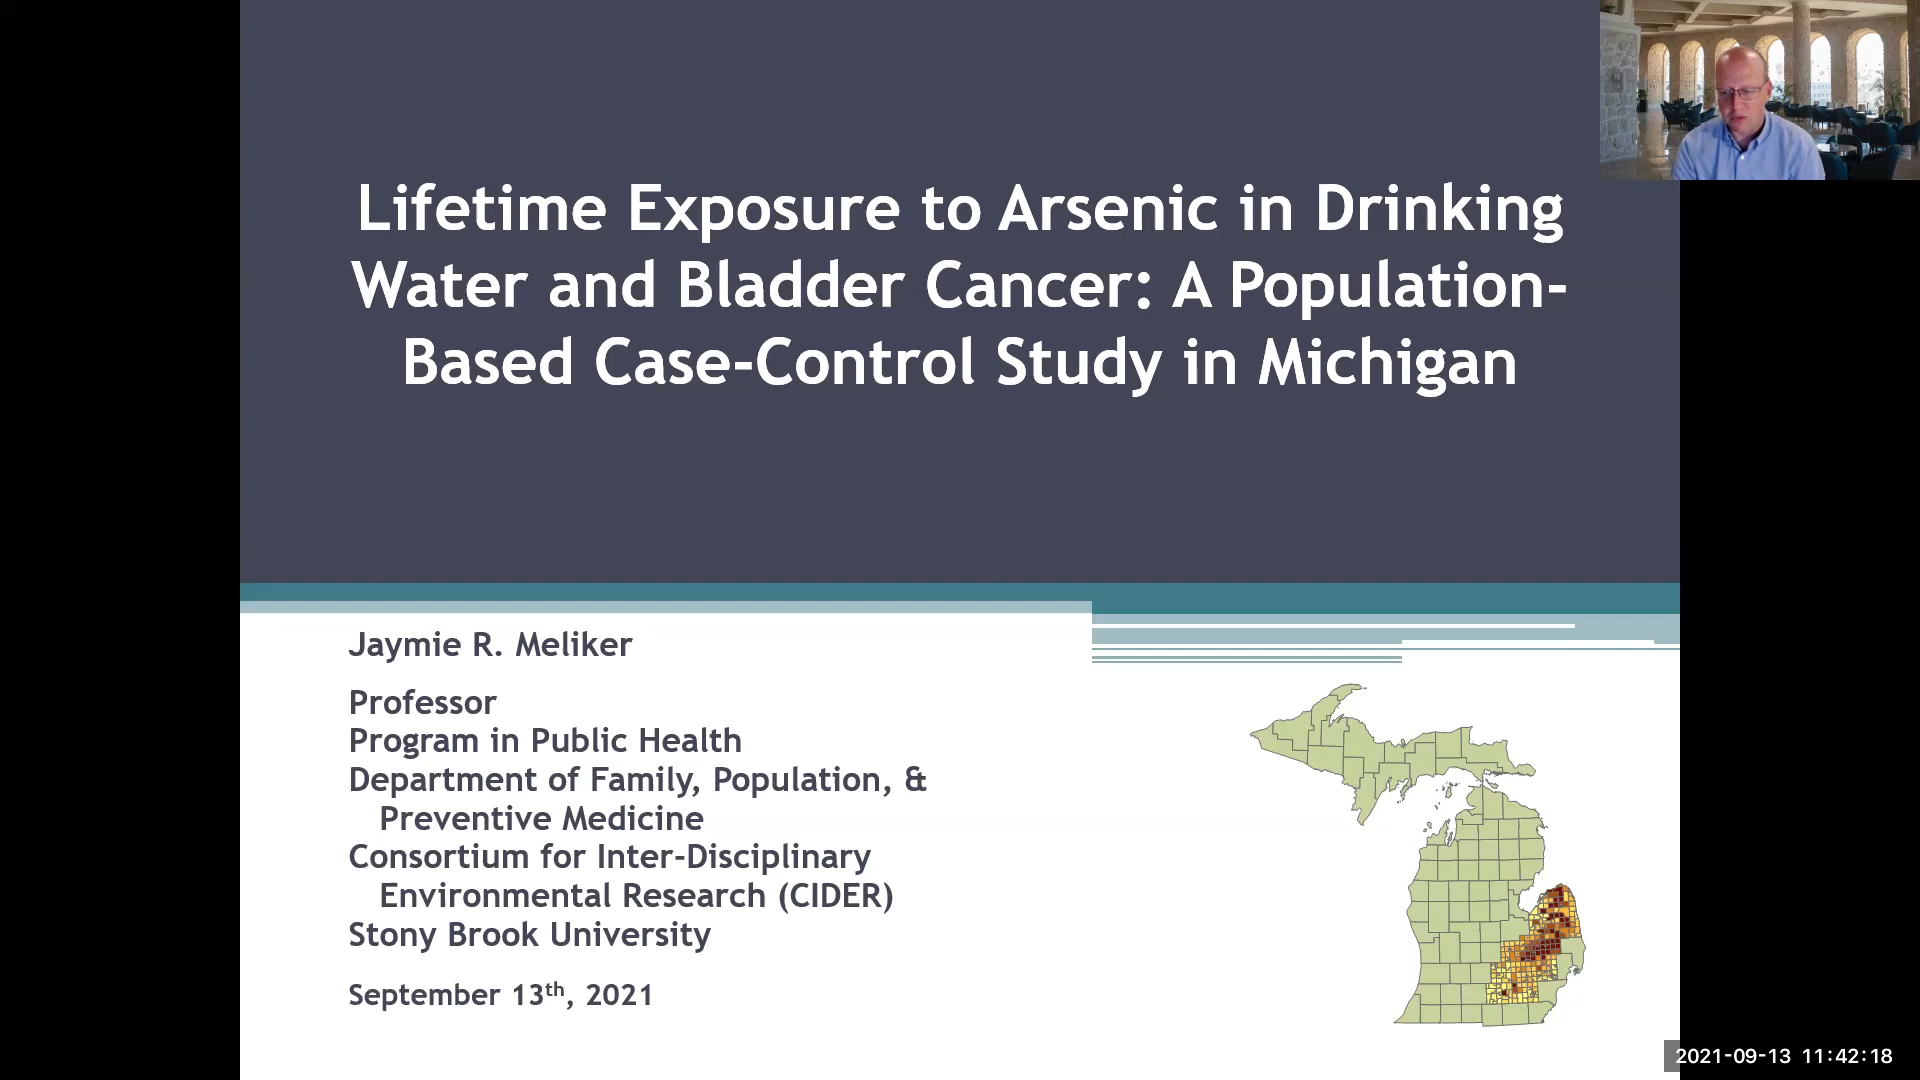 Lifetime Exposure to Arsenic in Drinking
Water and Bladder Cancer: A Population-
Based Case-Control Study in Michigan
Jaymie R. Meliker
Professor
Program in Public Health
Department of Family, Population, &
Preventive Medicine
Consortium for Inter-Disciplinary
Environmental Research (CIDER)
Stony Brook University
September 13th, 2021
2021-09-13 11:42:18